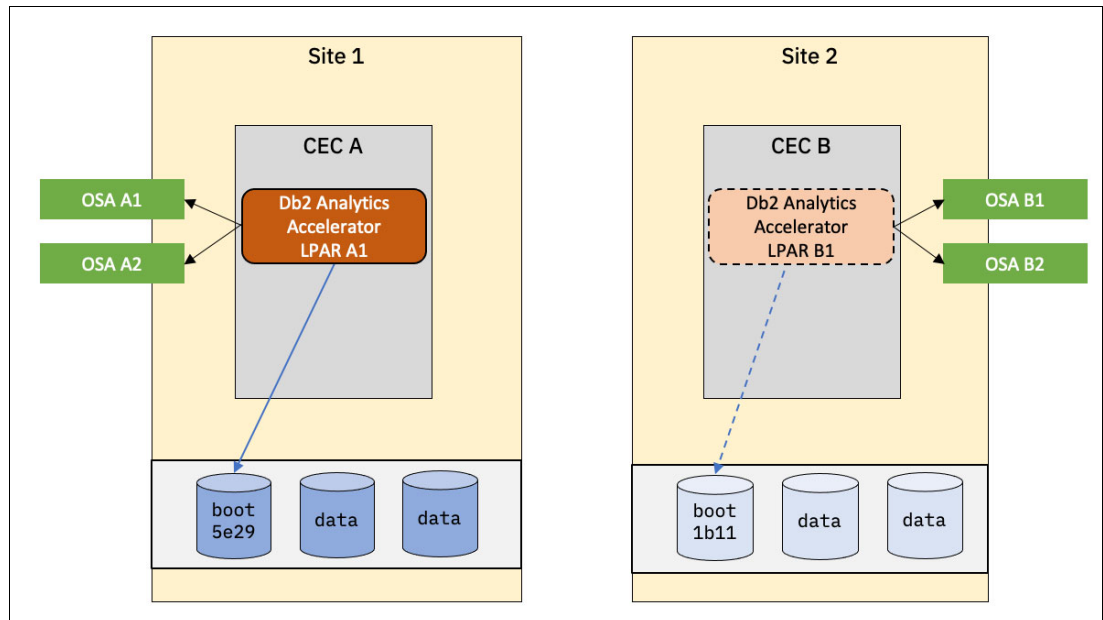 Site 1
CEC A
OSA A1
OSA A2
Db2 Analytics
Accelerator
LPAR A1
boot
5e29
data
data
Site 2
CEC B
Db2 Analytics
Accelerator
LPAR B1
OSA B1
OSA B2
boot
1b11
data
data